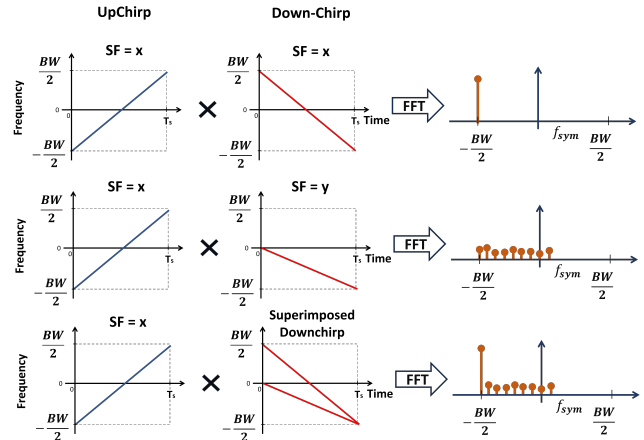 UpChirp Down-Chirp
SF = x SF = x
BW/2 BW/2
Frequency 0 Tₛ × 0 Tₛ Time FFT
−BW/2 −BW/2 −BW/2 f_sym BW/2
SF = x SF = y
BW/2 BW/2
Frequency 0 Tₛ × 0 Tₛ Time FFT
−BW/2 −BW/2 −BW/2 f_sym BW/2
SF = x Superimposed
Downchirp
BW/2 BW/2
Frequency 0 Tₛ × 0 Tₛ Time FFT
−BW/2 −BW/2 −BW/2 f_sym BW/2